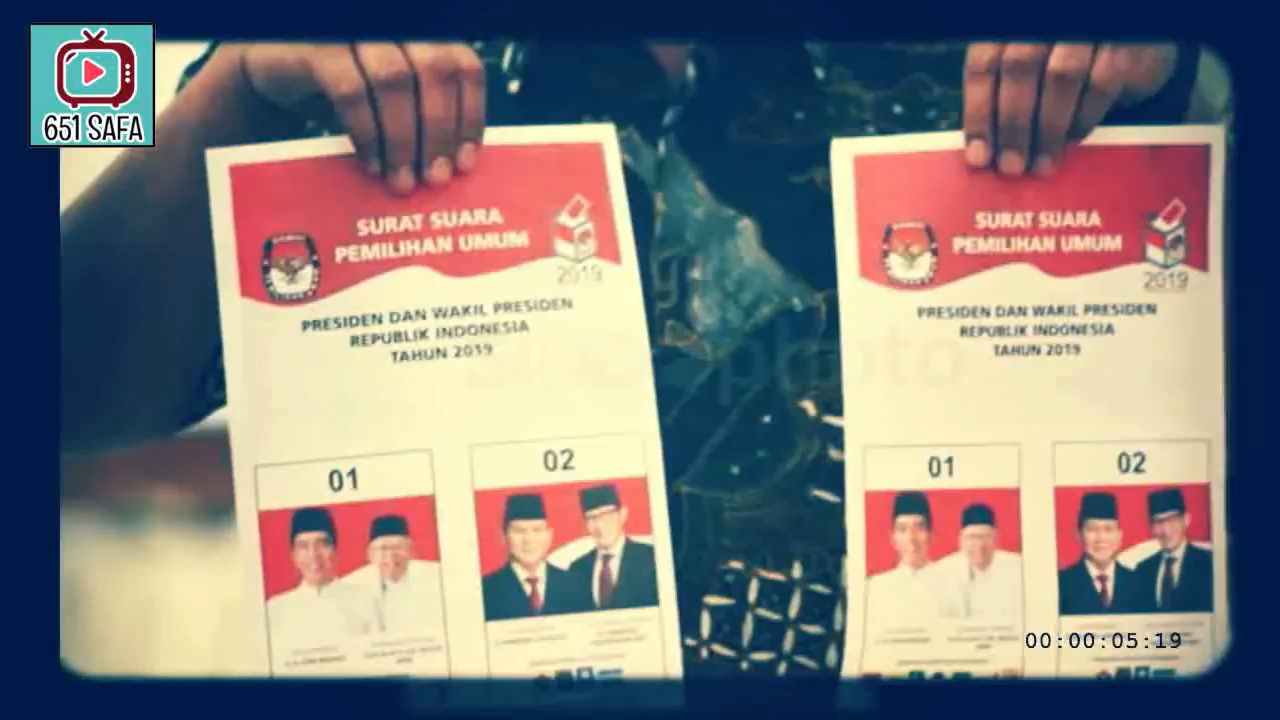 651 SAFA
SURAT SUARA
PEMILIHAN UMUM
2019
PRESIDEN DAN WAKIL PRESIDEN
REPUBLIK INDONESIA
TAHUN 2019
01
02
SURAT SUARA
PEMILIHAN UMUM
2019
PRESIDEN DAN WAKIL PRESIDEN
REPUBLIK INDONESIA
TAHUN 2019
01
02
00:00:05:19